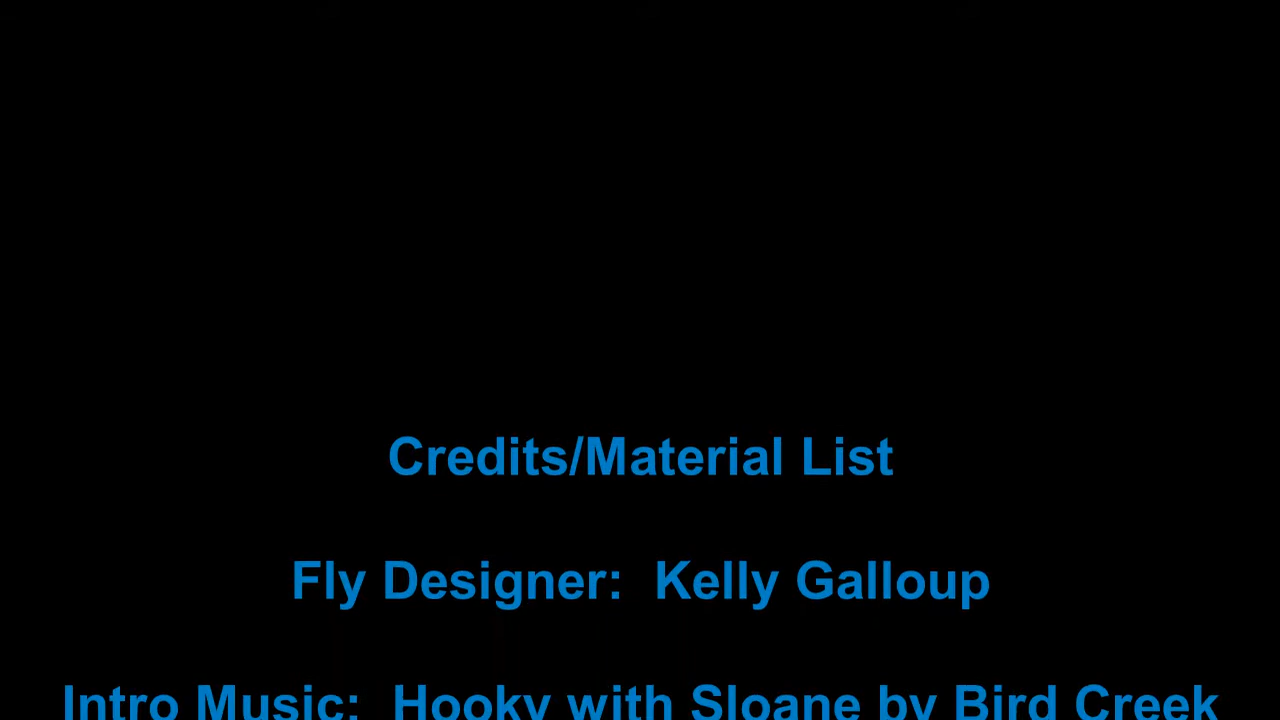 Credits/Material List
Fly Designer:  Kelly Galloup
Intro Music:  Hooky with Sloane by Bird Creek